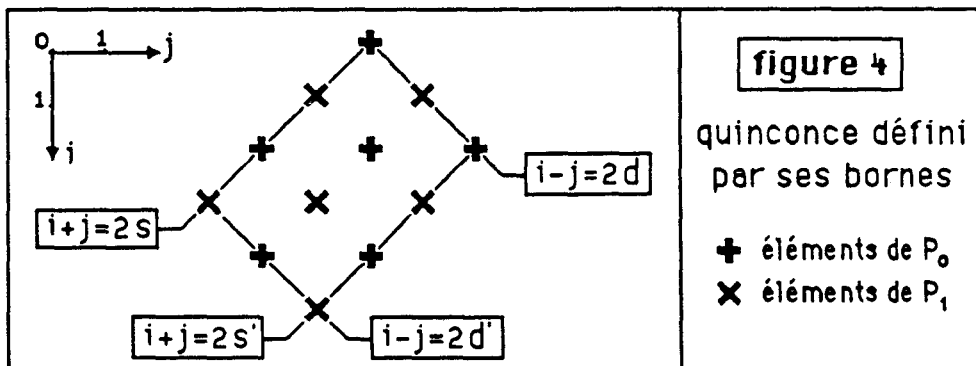 0 1 j
1
i
i+j=2s
i-j=2d
i+j=2s'
i-j=2d'
figure 4
quinconce défini
par ses bornes
+ éléments de P₀
× éléments de P₁